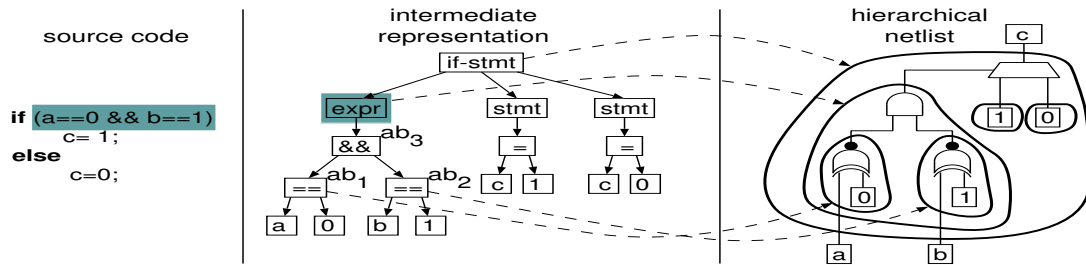 source code
if (a==0 && b==1)
c= 1;
else
c=0;
intermediate
representation
if-stmt
expr stmt stmt
&& ab3 = =
== ab1 == ab2 c 1 c 0
a 0 b 1
hierarchical
netlist
c
1 0
0 1
a b